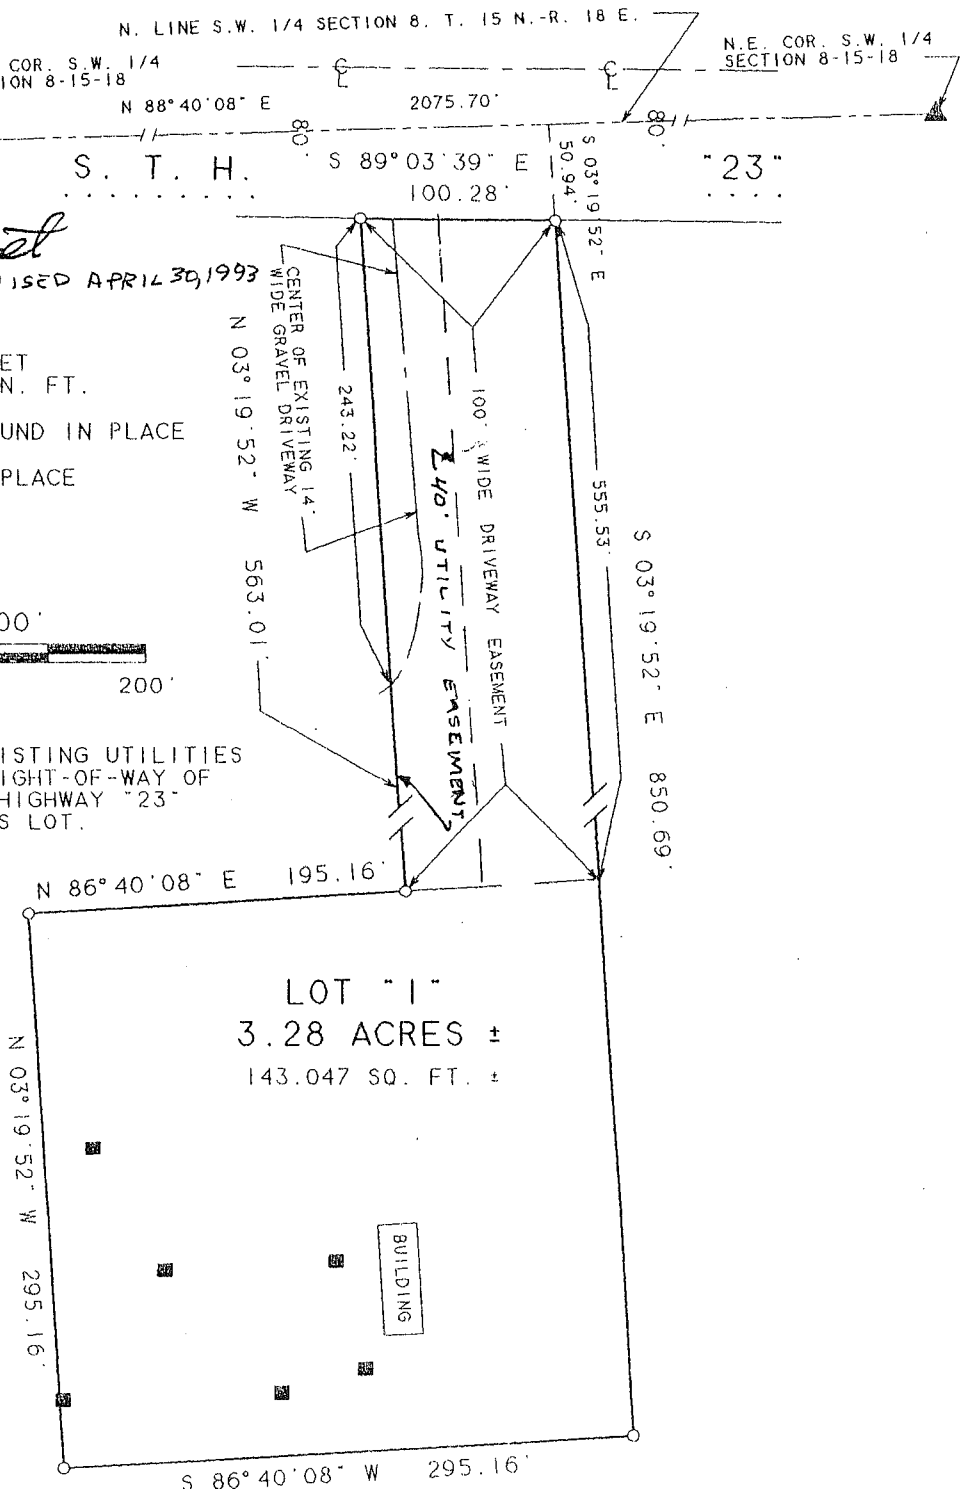 N. LINE S.W. 1/4 SECTION 8. T. 15 N.-R. 18 E.
COR. S.W. 1/4
ION 8-15-18
N.E. COR. S.W. 1/4
SECTION 8-15-18
N 88°40'08" E 2075.70'
80'
80'
S. T. H. "23"
S 89°03'39" E
100.28'
S 03°19'52" E
50.94'
ISED APRIL 30, 1993
ET
N. FT.
UND IN PLACE
PLACE
CENTER OF EXISTING 14'
WIDE GRAVEL DRIVEWAY
N 03°19'52" W 563.01'
243.22'
40' UTILITY EASEMENT
100' WIDE DRIVEWAY EASEMENT
555.53'
S 03°19'52" E 850.69'
00'
200'
ISTING UTILITIES
IGHT-OF-WAY OF
HIGHWAY "23"
S LOT.
N 86°40'08" E 195.16'
LOT "1"
3.28 ACRES ±
143.047 SQ. FT. ±
N 03°19'52" W 295.16'
BUILDING
S 86°40'08" W 295.16'